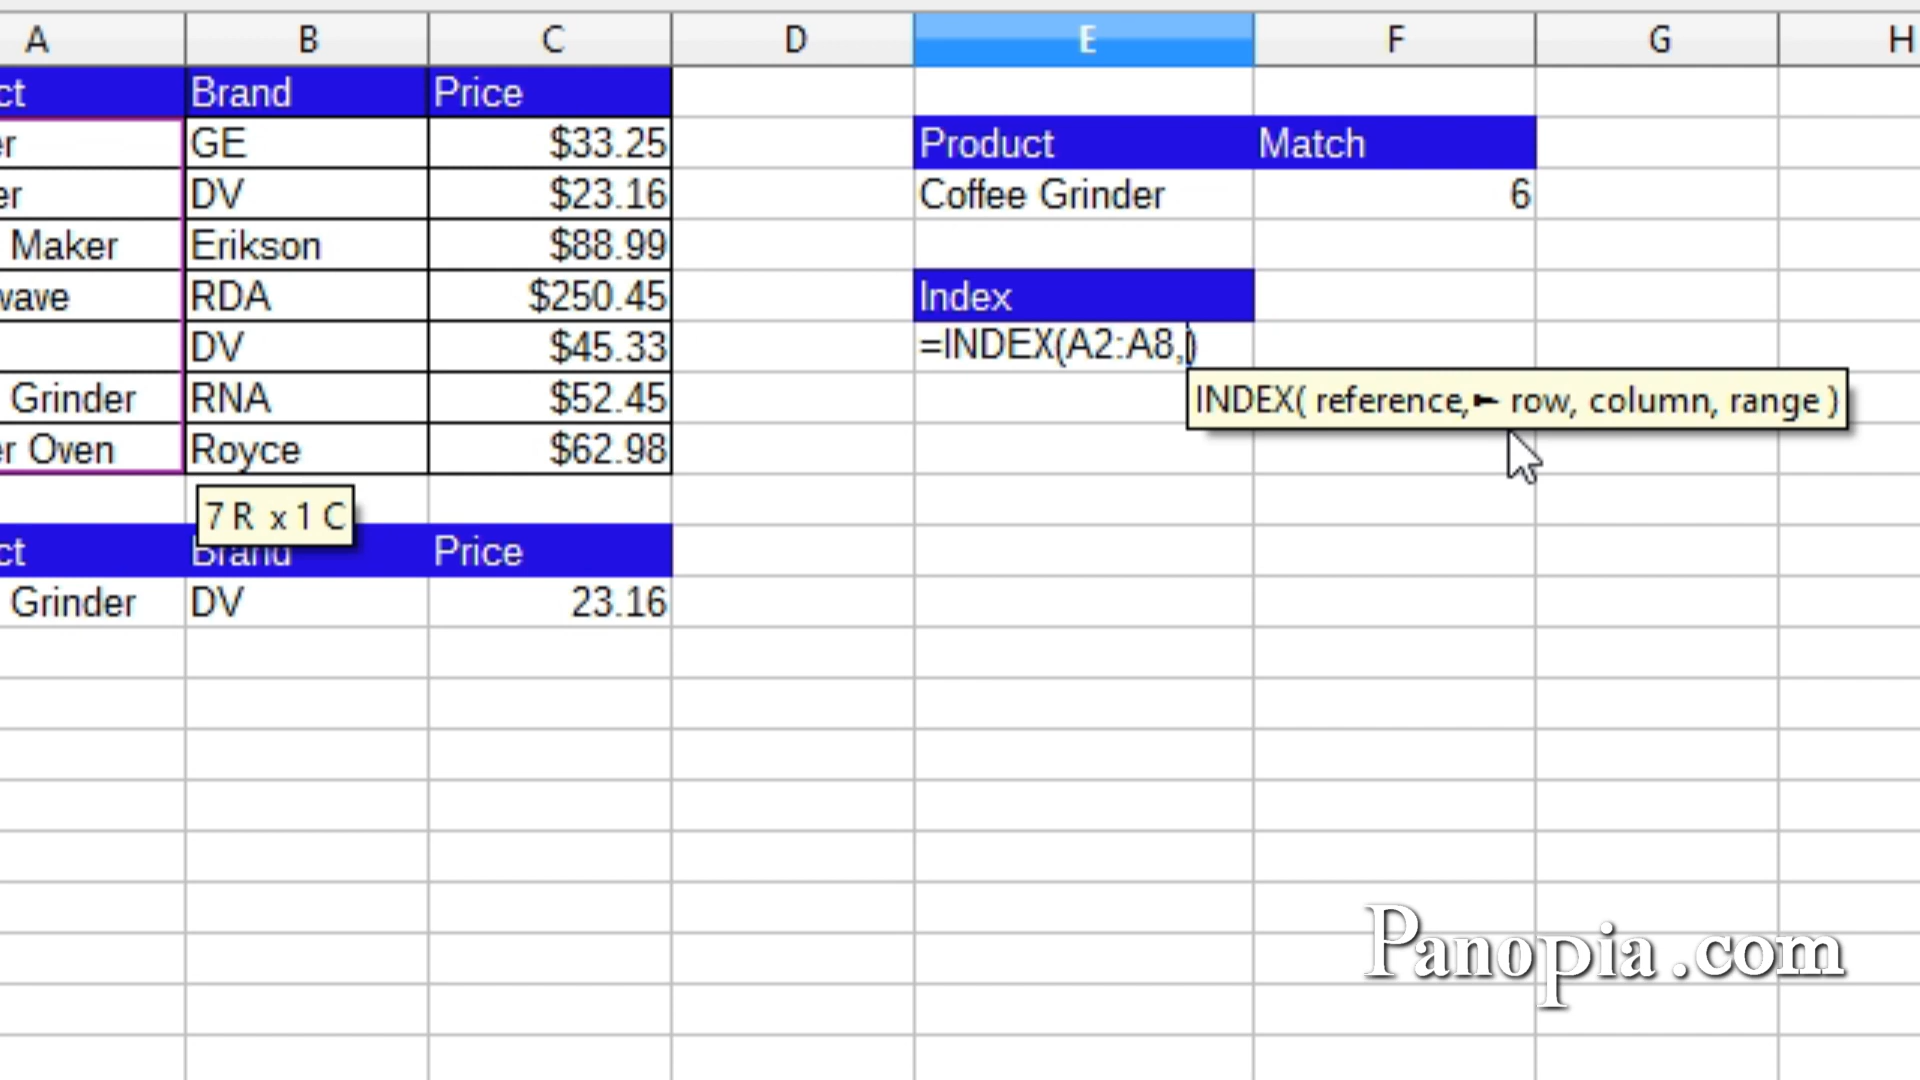 A B C D E F G H
ct Brand Price
er GE $33.25 Product Match
er DV $23.16 Coffee Grinder 6
Maker Erikson $88.99
wave RDA $250.45 Index
DV $45.33 =INDEX(A2:A8,)
Grinder RNA $52.45 INDEX( reference, row, column, range )
er Oven Royce $62.98
7 R x 1 C
ct Brand Price
Grinder DV 23.16
Panopia.com